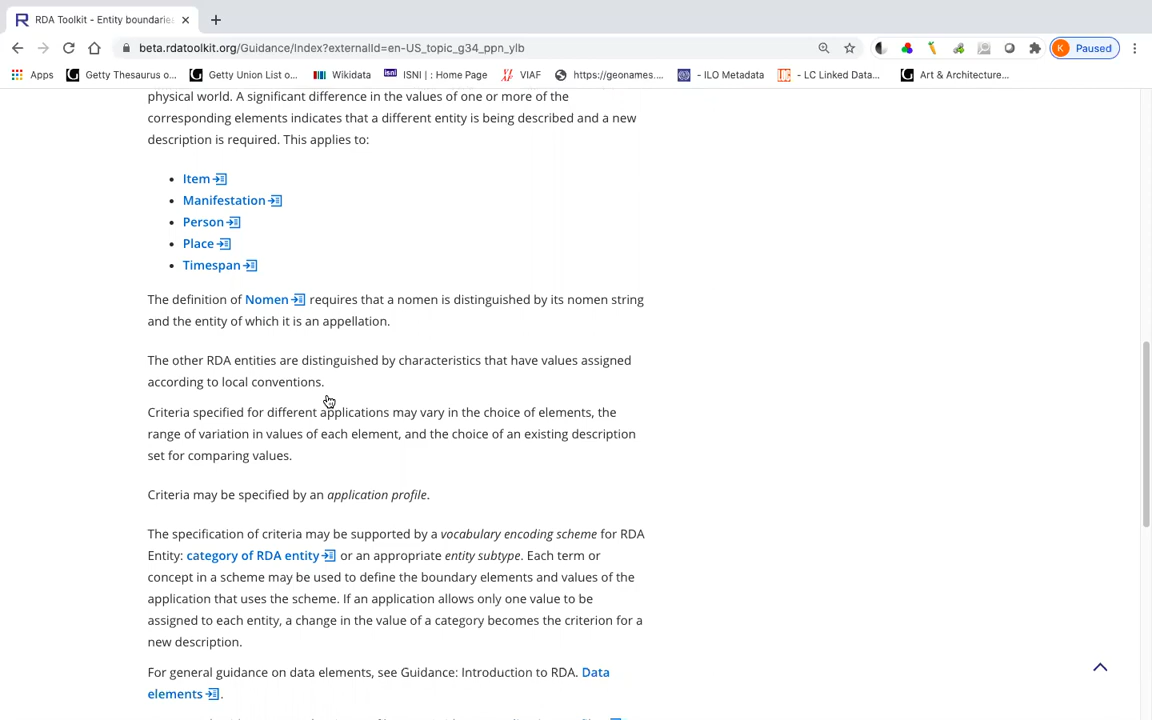 RDA Toolkit - Entity boundaries
beta.rdatoolkit.org/Guidance/Index?externalId=en-US_topic_g34_ppn_ylb
K Paused
Apps Getty Thesaurus o... Getty Union List o... Wikidata ISNI | : Home Page VIAF https://geonames.... - ILO Metadata - LC Linked Data... Art & Architecture...
physical world. A significant difference in the values of one or more of the
corresponding elements indicates that a different entity is being described and a new
description is required. This applies to:
• Item
• Manifestation
• Person
• Place
• Timespan
The definition of Nomen requires that a nomen is distinguished by its nomen string
and the entity of which it is an appellation.
The other RDA entities are distinguished by characteristics that have values assigned
according to local conventions.
Criteria specified for different applications may vary in the choice of elements, the
range of variation in values of each element, and the choice of an existing description
set for comparing values.
Criteria may be specified by an application profile.
The specification of criteria may be supported by a vocabulary encoding scheme for RDA
Entity: category of RDA entity or an appropriate entity subtype. Each term or
concept in a scheme may be used to define the boundary elements and values of the
application that uses the scheme. If an application allows only one value to be
assigned to each entity, a change in the value of a category becomes the criterion for a
new description.
For general guidance on data elements, see Guidance: Introduction to RDA. Data
elements.